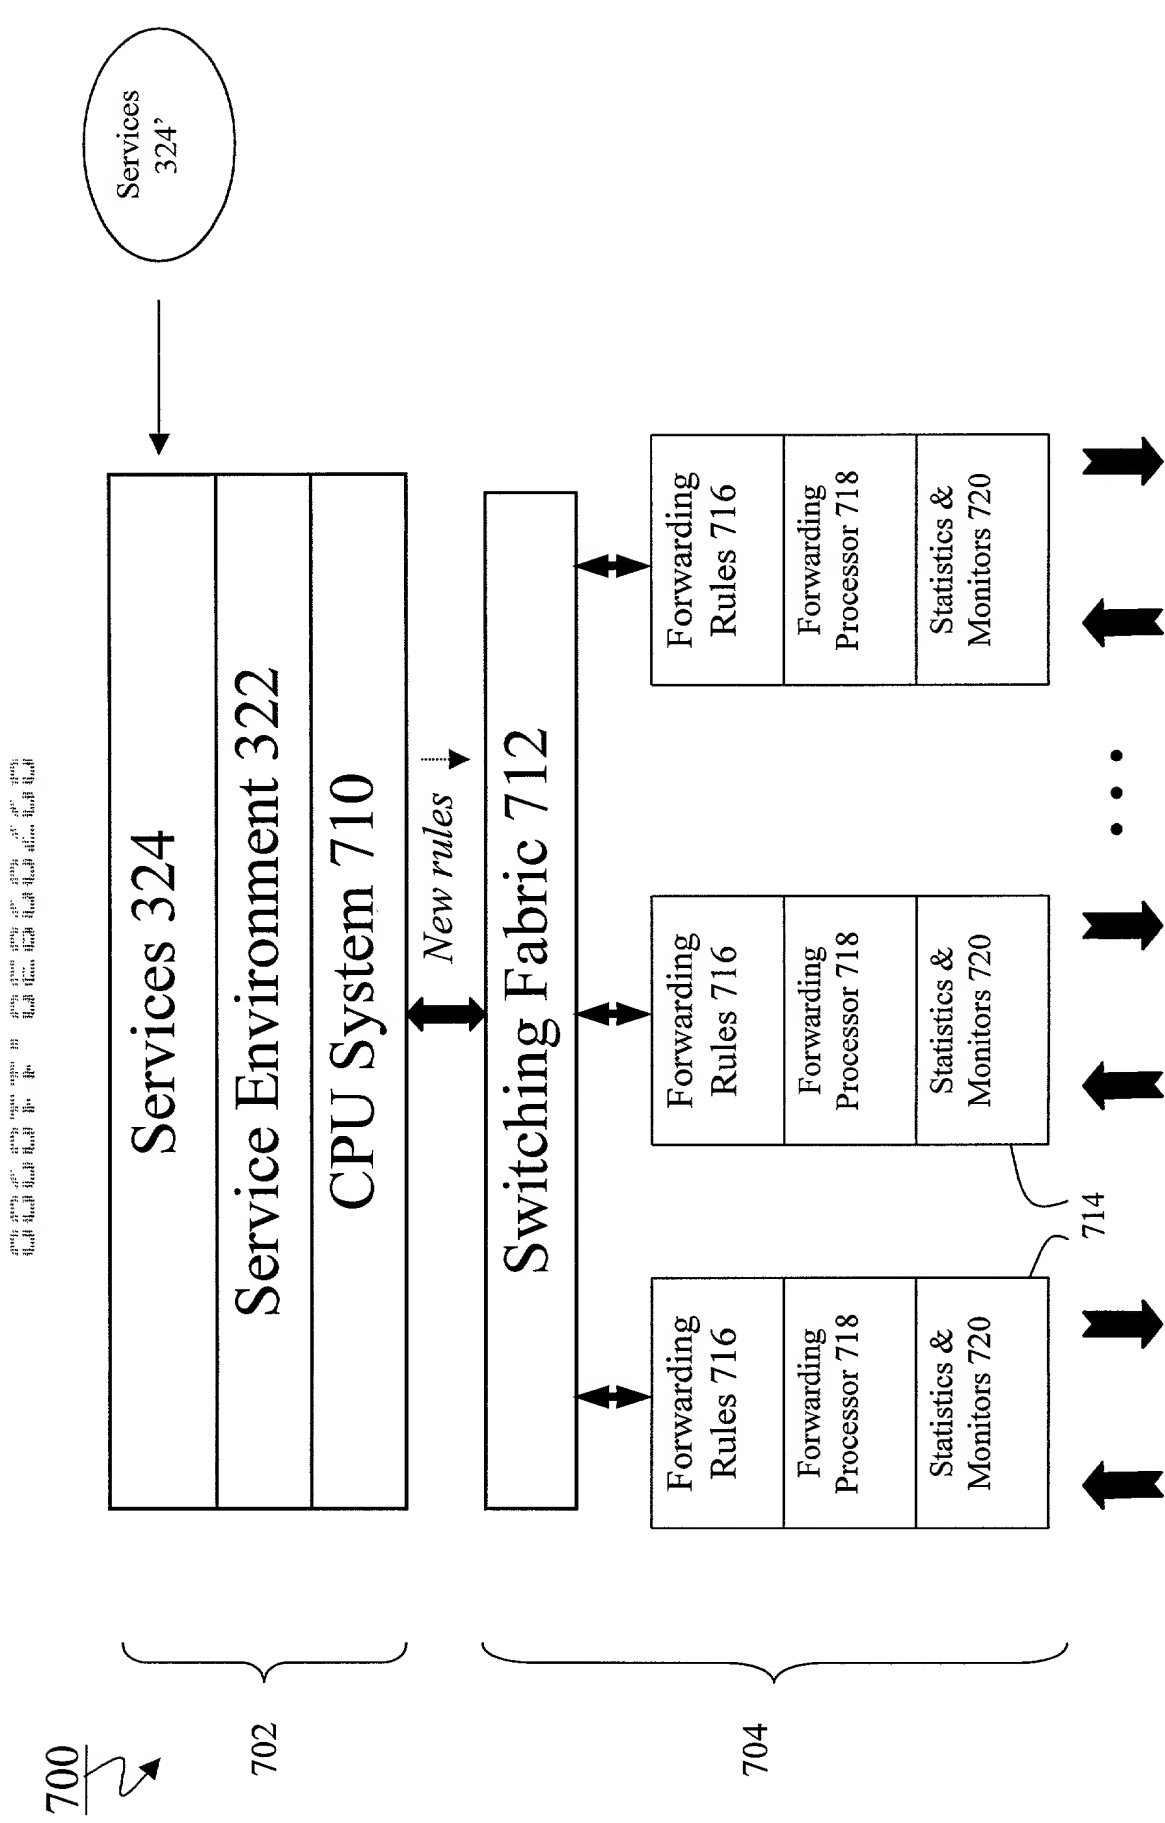 700
702
704
Services 324
Service Environment 322
CPU System 710
Services
324'
New rules
Switching Fabric 712
Forwarding
Rules 716
Forwarding
Processor 718
Statistics &
Monitors 720
Forwarding
Rules 716
Forwarding
Processor 718
Statistics &
Monitors 720
Forwarding
Rules 716
Forwarding
Processor 718
Statistics &
Monitors 720
714